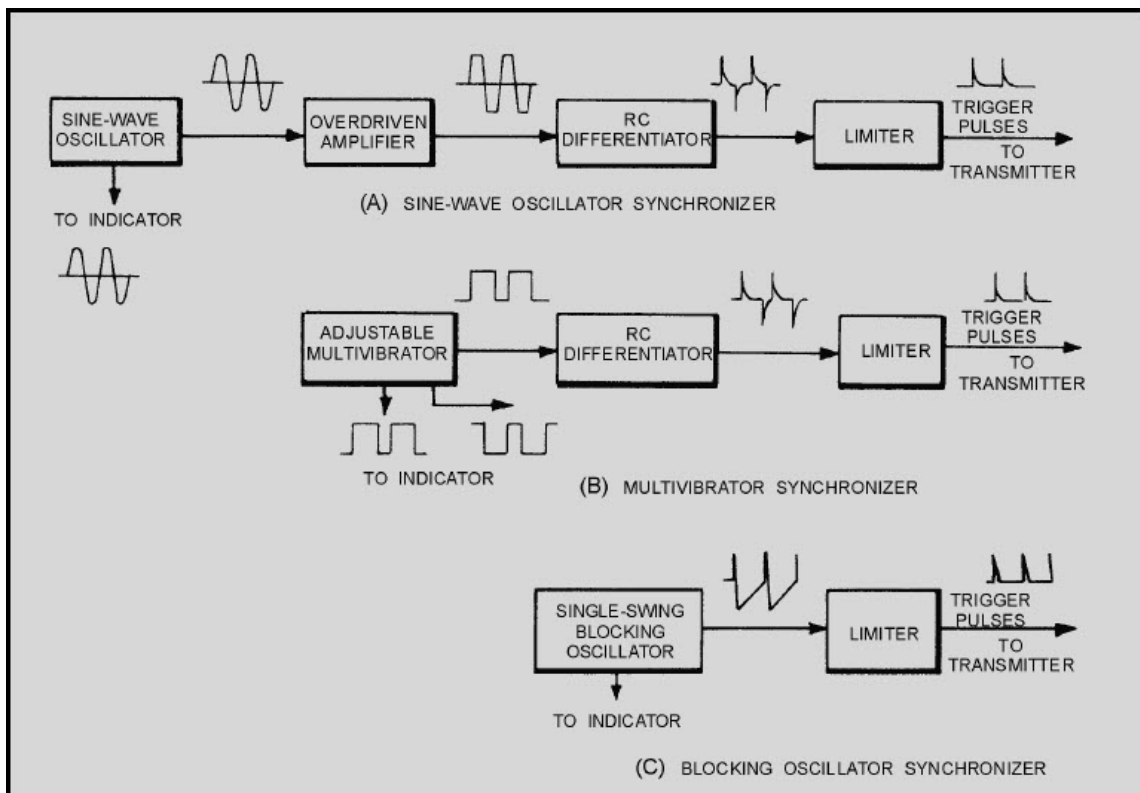 SINE-WAVE
OSCILLATOR
OVERDRIVEN
AMPLIFIER
RC
DIFFERENTIATOR
LIMITER
TRIGGER
PULSES
TO
TRANSMITTER
TO INDICATOR
(A) SINE-WAVE OSCILLATOR SYNCHRONIZER
ADJUSTABLE
MULTIVIBRATOR
RC
DIFFERENTIATOR
LIMITER
TRIGGER
PULSES
TO
TRANSMITTER
TO INDICATOR
(B) MULTIVIBRATOR SYNCHRONIZER
SINGLE-SWING
BLOCKING
OSCILLATOR
LIMITER
TRIGGER
PULSES
TO
TRANSMITTER
TO INDICATOR
(C) BLOCKING OSCILLATOR SYNCHRONIZER